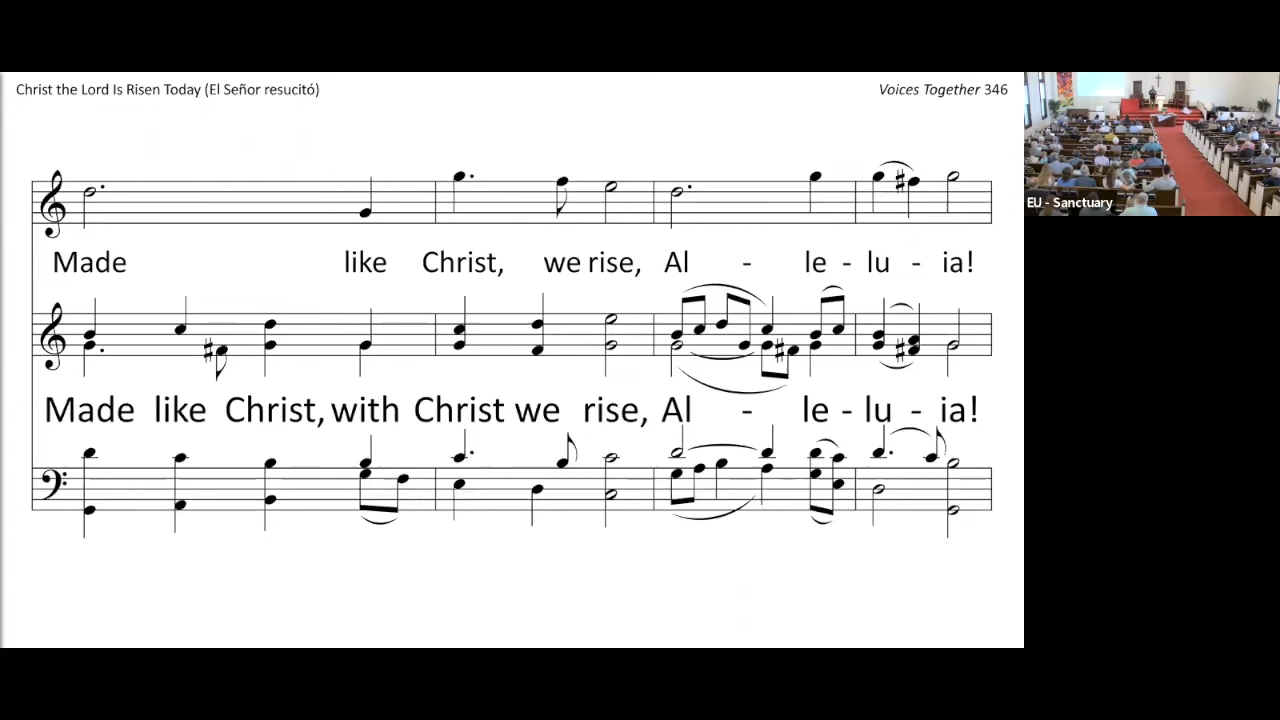 Christ the Lord Is Risen Today (El Señor resucitó)
Voices Together 346
EU - Sanctuary
Made like Christ, we rise, Al - le - lu - ia!
Made like Christ, with Christ we rise, Al - le - lu - ia!